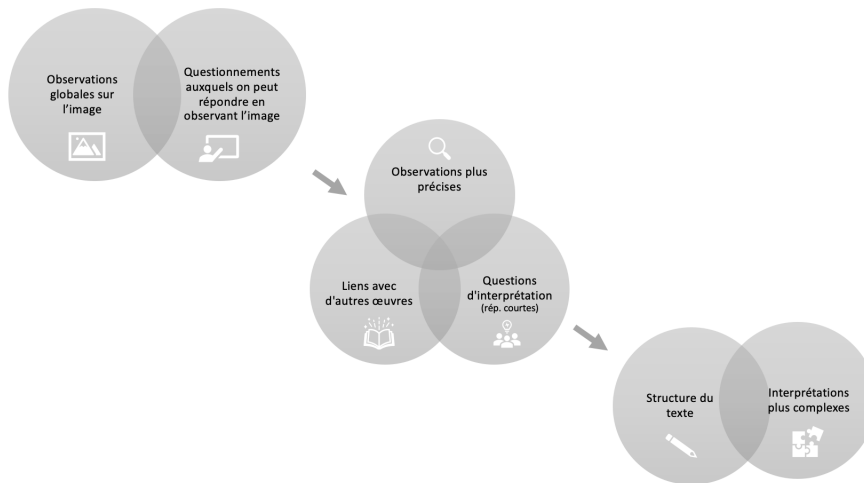 Observations
globales sur
l'image
Questionnements
auxquels on peut
répondre en
observant l'image
Observations plus
précises
Liens avec
d'autres œuvres
Questions
d'interprétation
(rép. courtes)
Structure du
texte
Interprétations
plus complexes